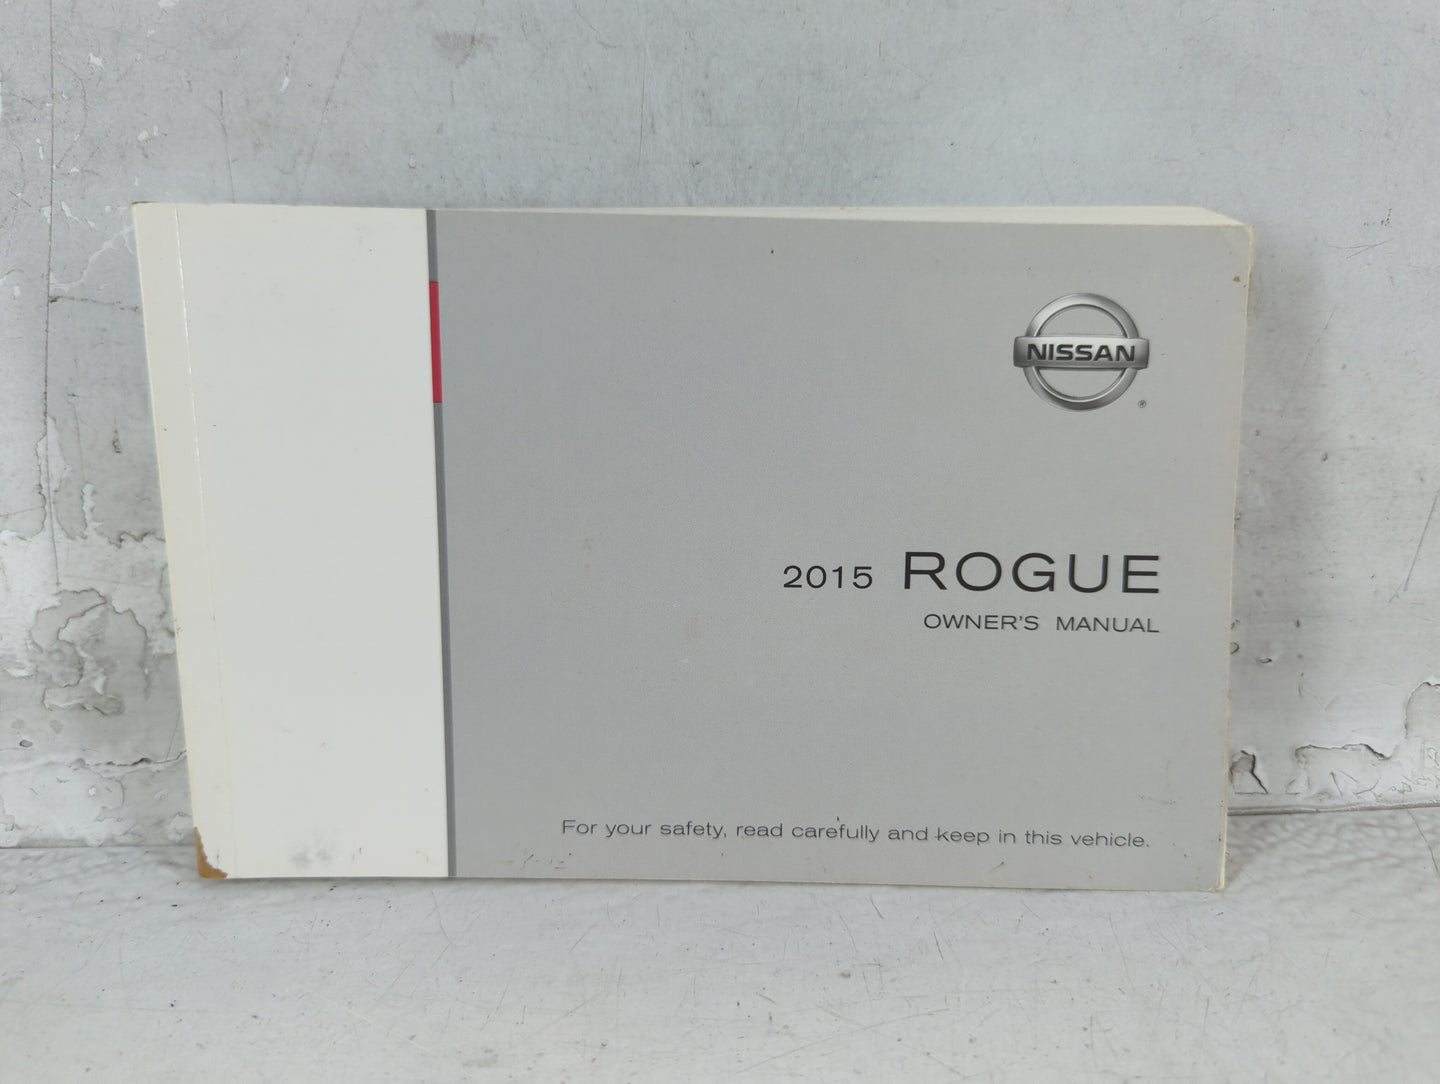 NISSAN
®
2015 ROGUE
OWNER'S MANUAL
For your safety, read carefully and keep in this vehicle.